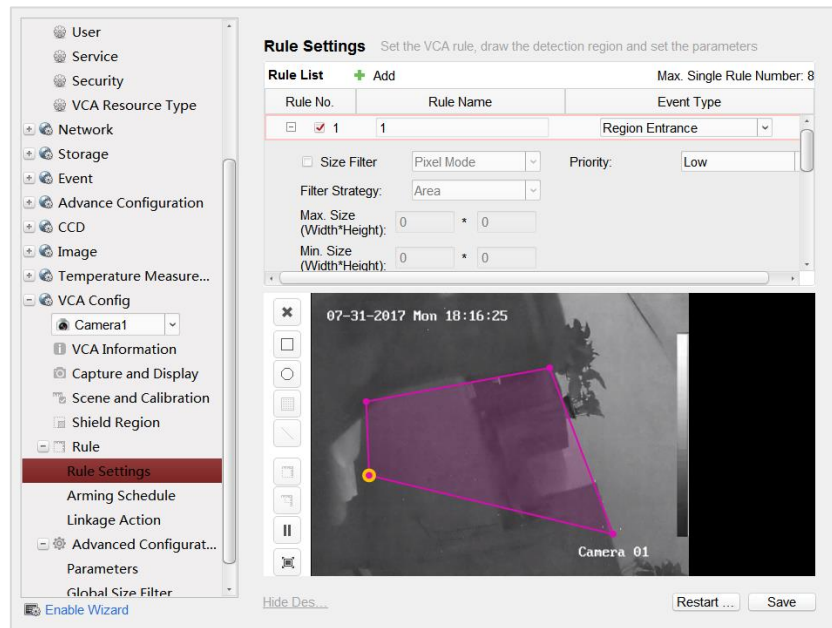 User
Service
Security
VCA Resource Type
Network
Storage
Event
Advance Configuration
CCD
Image
Temperature Measure...
VCA Config
Camera1
VCA Information
Capture and Display
Scene and Calibration
Shield Region
Rule
Rule Settings
Arming Schedule
Linkage Action
Advanced Configurat...
Parameters
Global Size Filter
Enable Wizard
Rule Settings Set the VCA rule, draw the detection region and set the parameters
Rule List Add Max. Single Rule Number: 8
Rule No. Rule Name Event Type
1 1 Region Entrance
Size Filter Pixel Mode Priority: Low
Filter Strategy: Area
Max. Size
(Width*Height): 0 * 0
Min. Size
(Width*Height): 0 * 0
07-31-2017 Mon 18:16:25
Camera 01
Hide Des... Restart ... Save